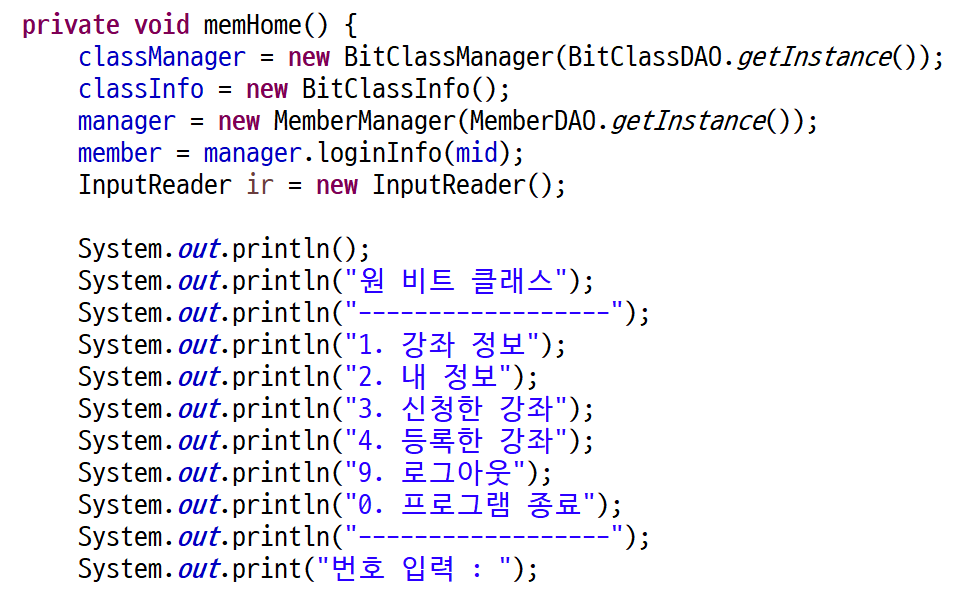 private void memHome() {
    classManager = new BitClassManager(BitClassDAO.getInstance());
    classInfo = new BitClassInfo();
    manager = new MemberManager(MemberDAO.getInstance());
    member = manager.loginInfo(mid);
    InputReader ir = new InputReader();

    System.out.println();
    System.out.println("원 비트 클래스");
    System.out.println("------------------");
    System.out.println("1. 강좌 정보");
    System.out.println("2. 내 정보");
    System.out.println("3. 신청한 강좌");
    System.out.println("4. 등록한 강좌");
    System.out.println("9. 로그아웃");
    System.out.println("0. 프로그램 종료");
    System.out.println("------------------");
    System.out.print("번호 입력 : ");